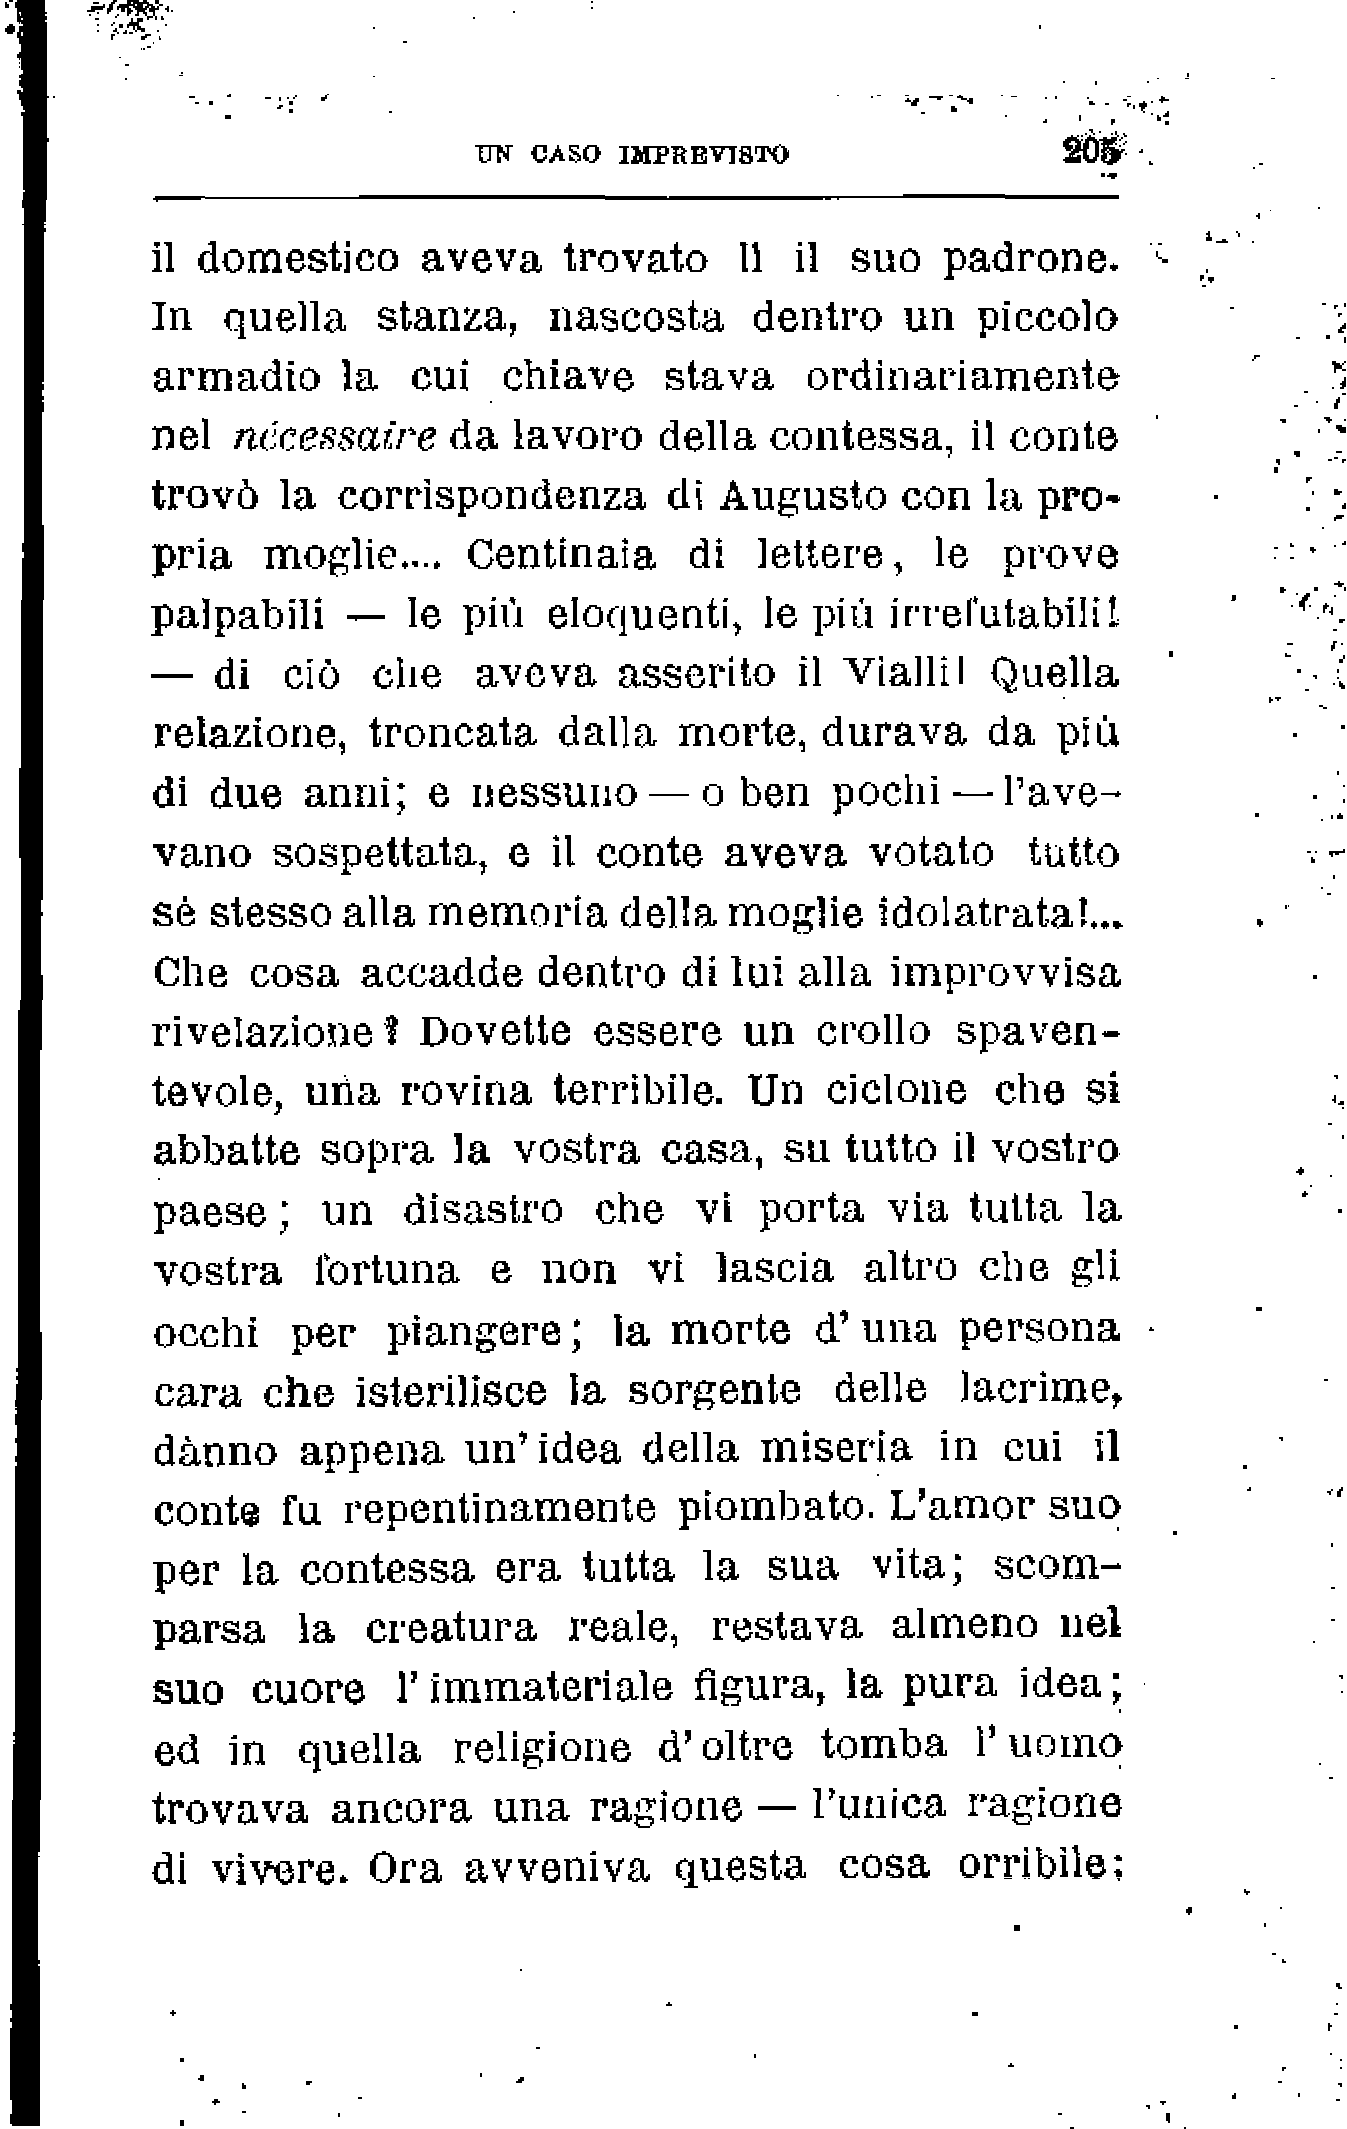 UN CASO IMPREVISTO 205
il domestico aveva trovato lì il suo padrone.
In quella stanza, nascosta dentro un piccolo
armadio la cui chiave stava ordinariamente
nel nécessaire da lavoro della contessa, il conte
trovò la corrispondenza di Augusto con la pro-
pria moglie.... Centinaia di lettere, le prove
palpabili — le più eloquenti, le più irrefutabili!
— di ciò che aveva asserito il Vialli! Quella
relazione, troncata dalla morte, durava da più
di due anni; e nessuno — o ben pochi — l'ave-
vano sospettata, e il conte aveva votato tutto
sè stesso alla memoria della moglie idolatrata!...
Che cosa accadde dentro di lui alla improvvisa
rivelazione? Dovette essere un crollo spaven-
tevole, una rovina terribile. Un ciclone che si
abbatte sopra la vostra casa, su tutto il vostro
paese; un disastro che vi porta via tutta la
vostra fortuna e non vi lascia altro che gli
occhi per piangere; la morte d'una persona
cara che isterilisce la sorgente delle lacrime,
dànno appena un'idea della miseria in cui il
conte fu repentinamente piombato. L'amor suo
per la contessa era tutta la sua vita; scom-
parsa la creatura reale, restava almeno nel
suo cuore l'immateriale figura, la pura idea;
ed in quella religione d'oltre tomba l'uomo
trovava ancora una ragione — l'unica ragione
di vivere. Ora avveniva questa cosa orribile: